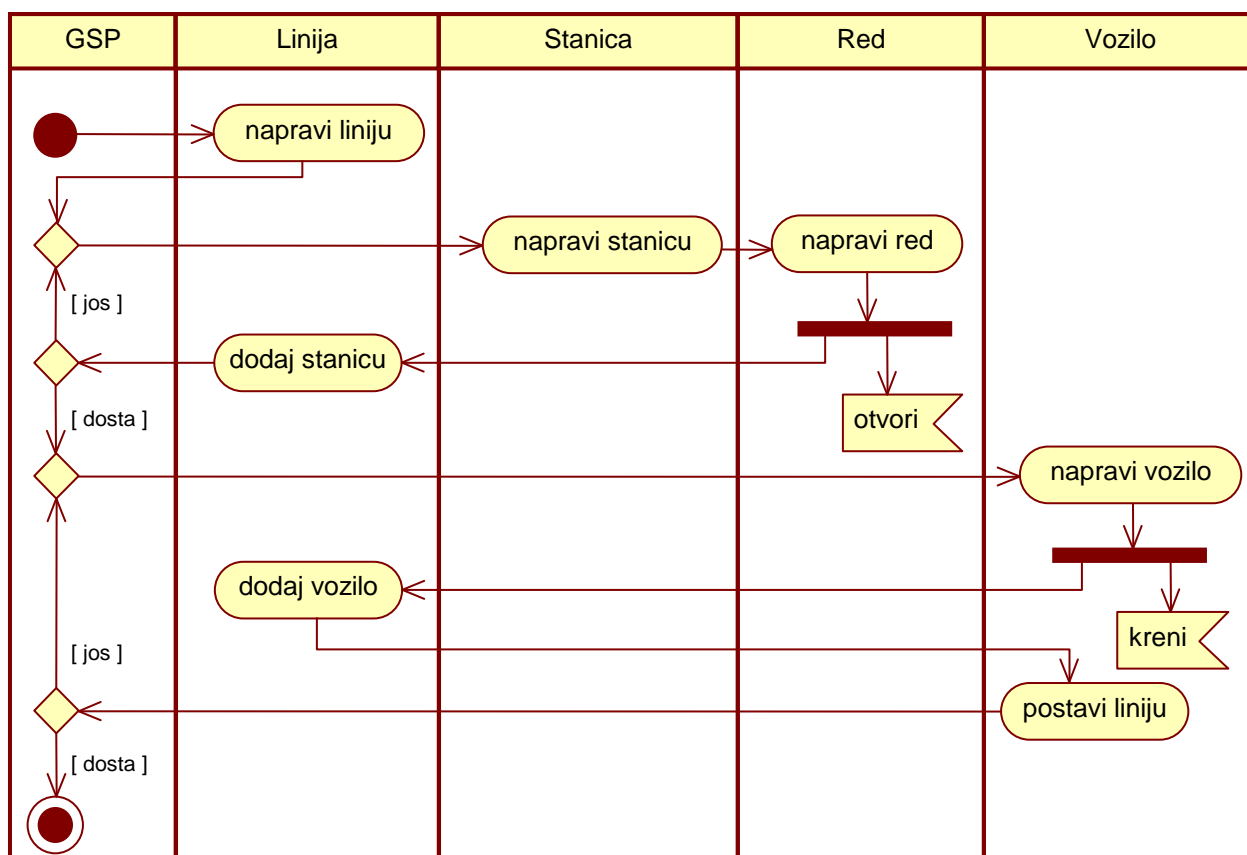 GSP
Linija
Stanica
Red
Vozilo
napravi liniju
napravi stanicu
napravi red
[ jos ]
dodaj stanicu
[ dosta ]
otvori
napravi vozilo
dodaj vozilo
kreni
[ jos ]
postavi liniju
[ dosta ]